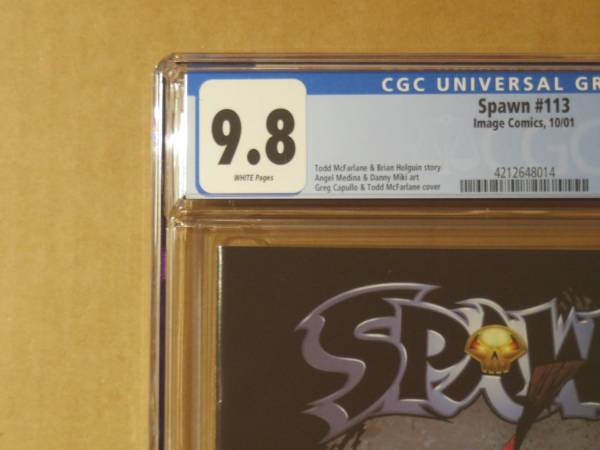 CGC UNIVERSAL GR
9.8
WHITE Pages
Spawn #113
Image Comics, 10/01
Todd McFarlane & Brian Holguin story
Angel Medina & Danny Miki art
Greg Capullo & Todd McFarlane cover
4212648014
SPAW